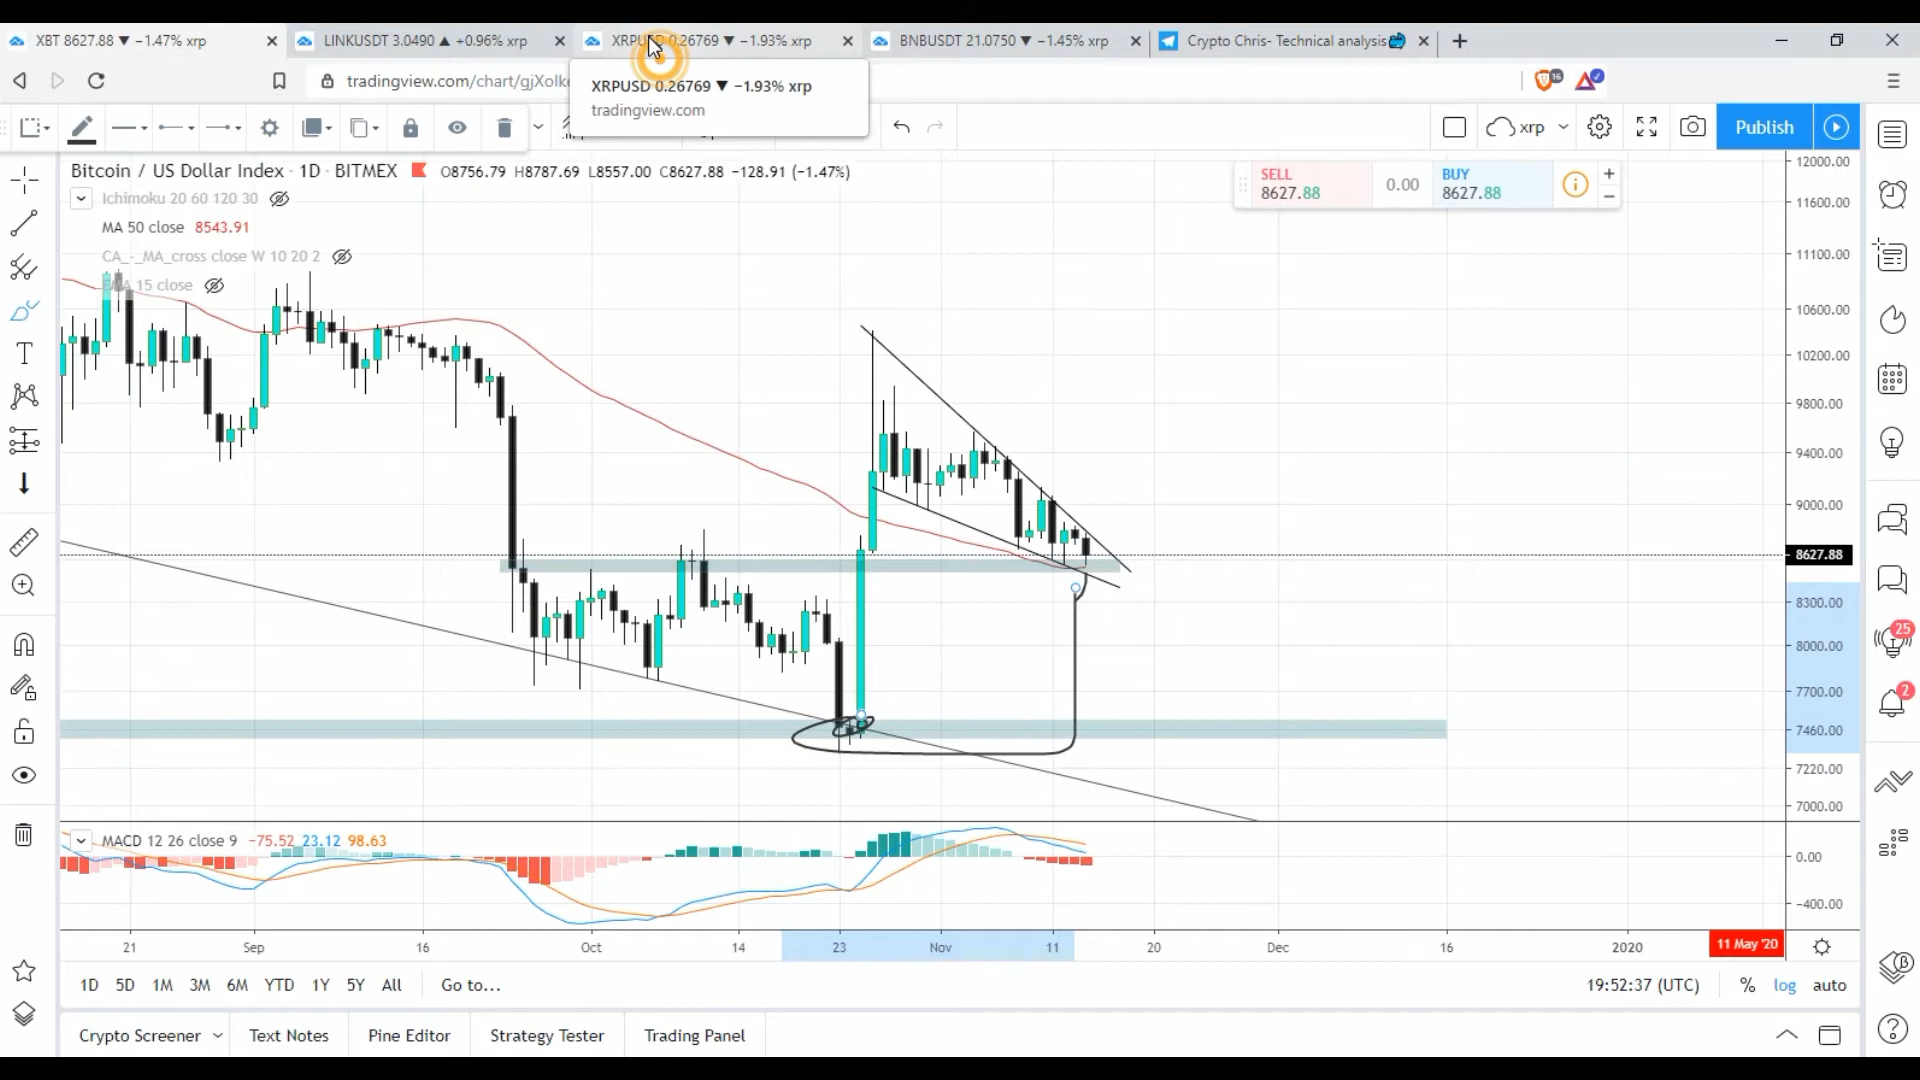 XBT 8627.88 ▼ −1.47% xrp
LINKUSDT 3.0490 ▲ +0.96% xrp
XRPUSD 0.26769 ▼ −1.93% xrp
BNBUSDT 21.0750 ▼ −1.45% xrp
Crypto Chris- Technical analysis
tradingview.com/chart/gjXolk
XRPUSD 0.26769 ▼ −1.93% xrp
tradingview.com
16
xrp
Publish
Bitcoin / US Dollar Index · 1D · BITMEX
O8756.79 H8787.69 L8557.00 C8627.88 −128.91 (−1.47%)
Ichimoku 20 60 120 30
MA 50 close 8543.91
CA_-_MA_cross close W 10 20 2
EMA 15 close
SELL
8627.88
0.00
BUY
8627.88
12000.00
11600.00
11100.00
10600.00
10200.00
9800.00
9400.00
9000.00
8627.88
8300.00
8000.00
7700.00
7460.00
7220.00
7000.00
25
2
MACD 12 26 close 9 −75.52 23.12 98.63
0.00
−400.00
21 Sep 16 Oct 14 23 Nov 11 20 Dec 16 2020
11 May '20
1D 5D 1M 3M 6M YTD 1Y 5Y All Go to...
19:52:37 (UTC) % log auto
Crypto Screener Text Notes Pine Editor Strategy Tester Trading Panel